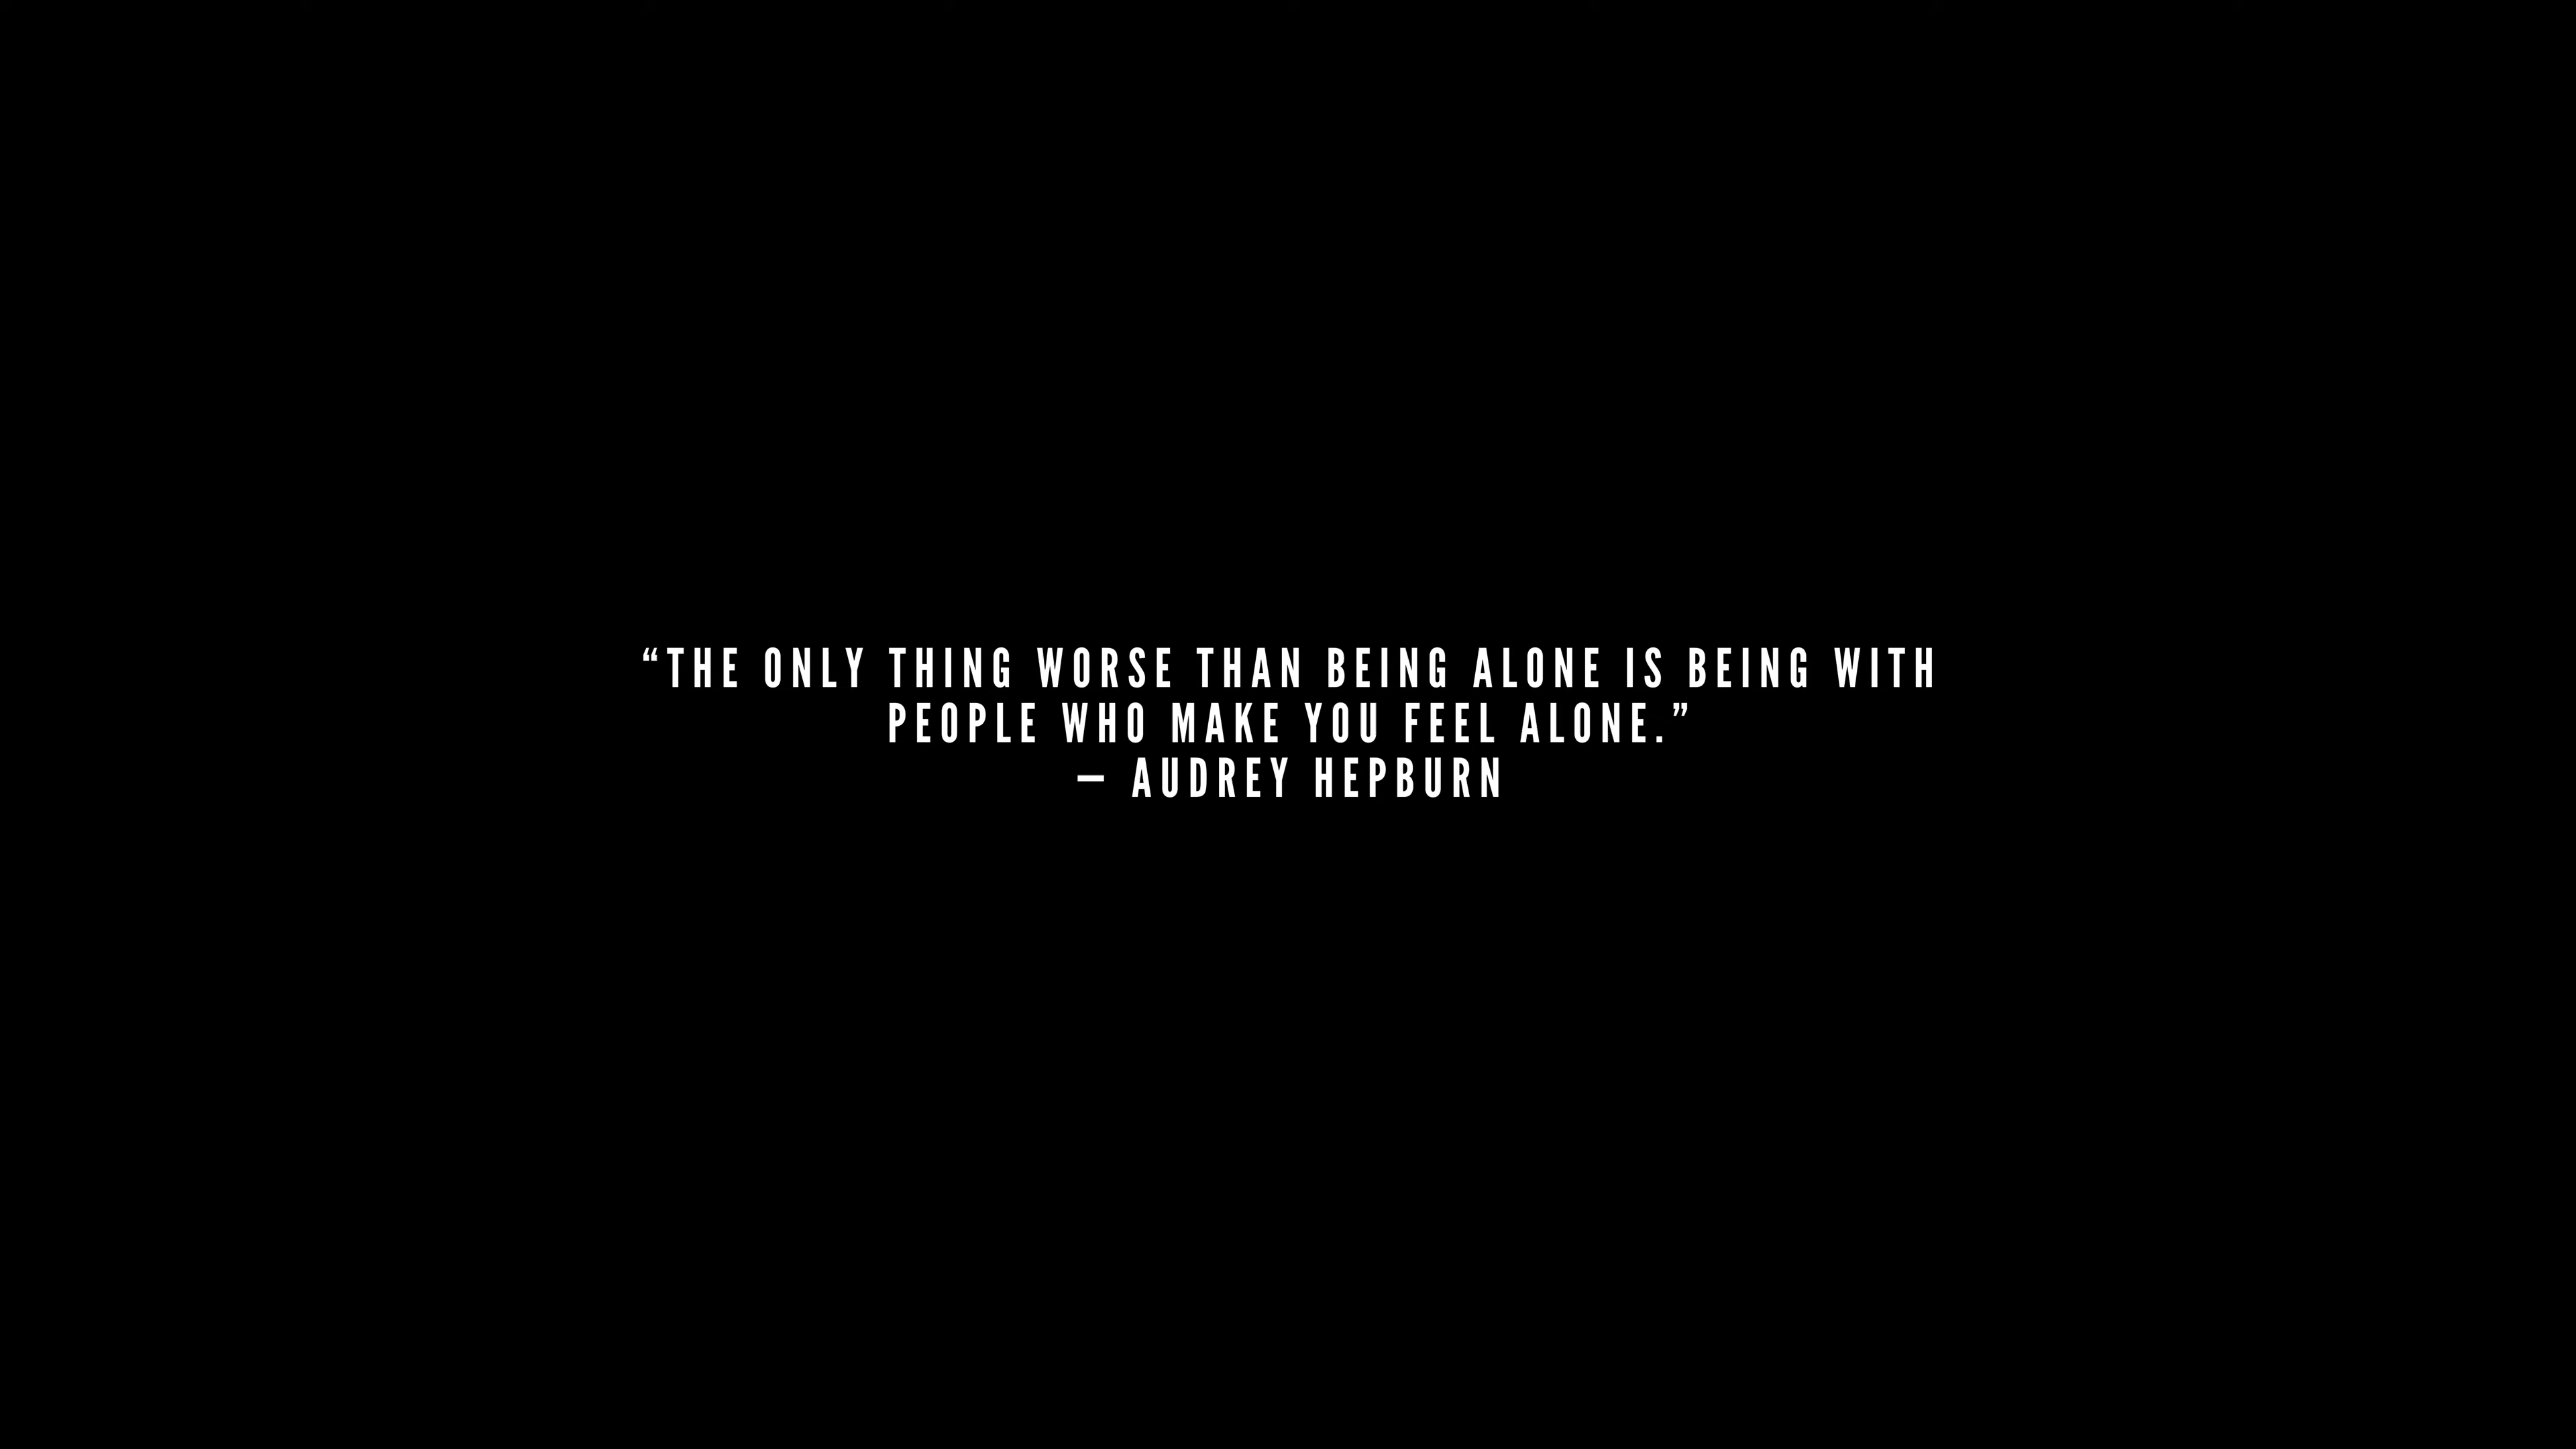 “THE ONLY THING WORSE THAN BEING ALONE IS BEING WITH
PEOPLE WHO MAKE YOU FEEL ALONE.”
— AUDREY HEPBURN